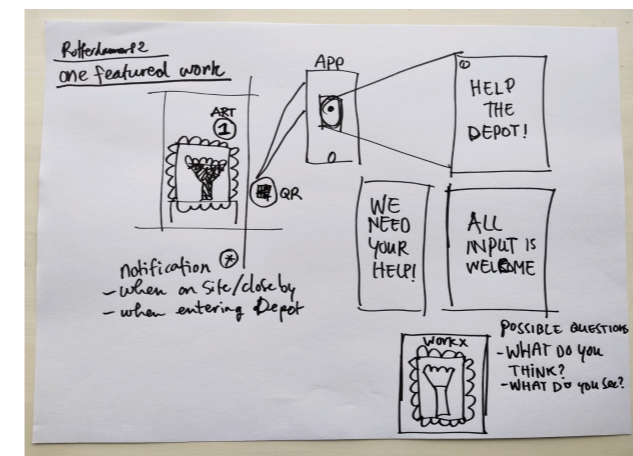 one featured work
ART
1
QR
APP
HELP
THE
DEPOT!
WE
NEED
YOUR
HELP!
ALL
INPUT IS
WELCOME
notification *
- when on site/close by
- when entering Depot
work x
POSSIBLE QUESTIONS
- WHAT DO YOU
THINK?
- WHAT DO YOU SEE?